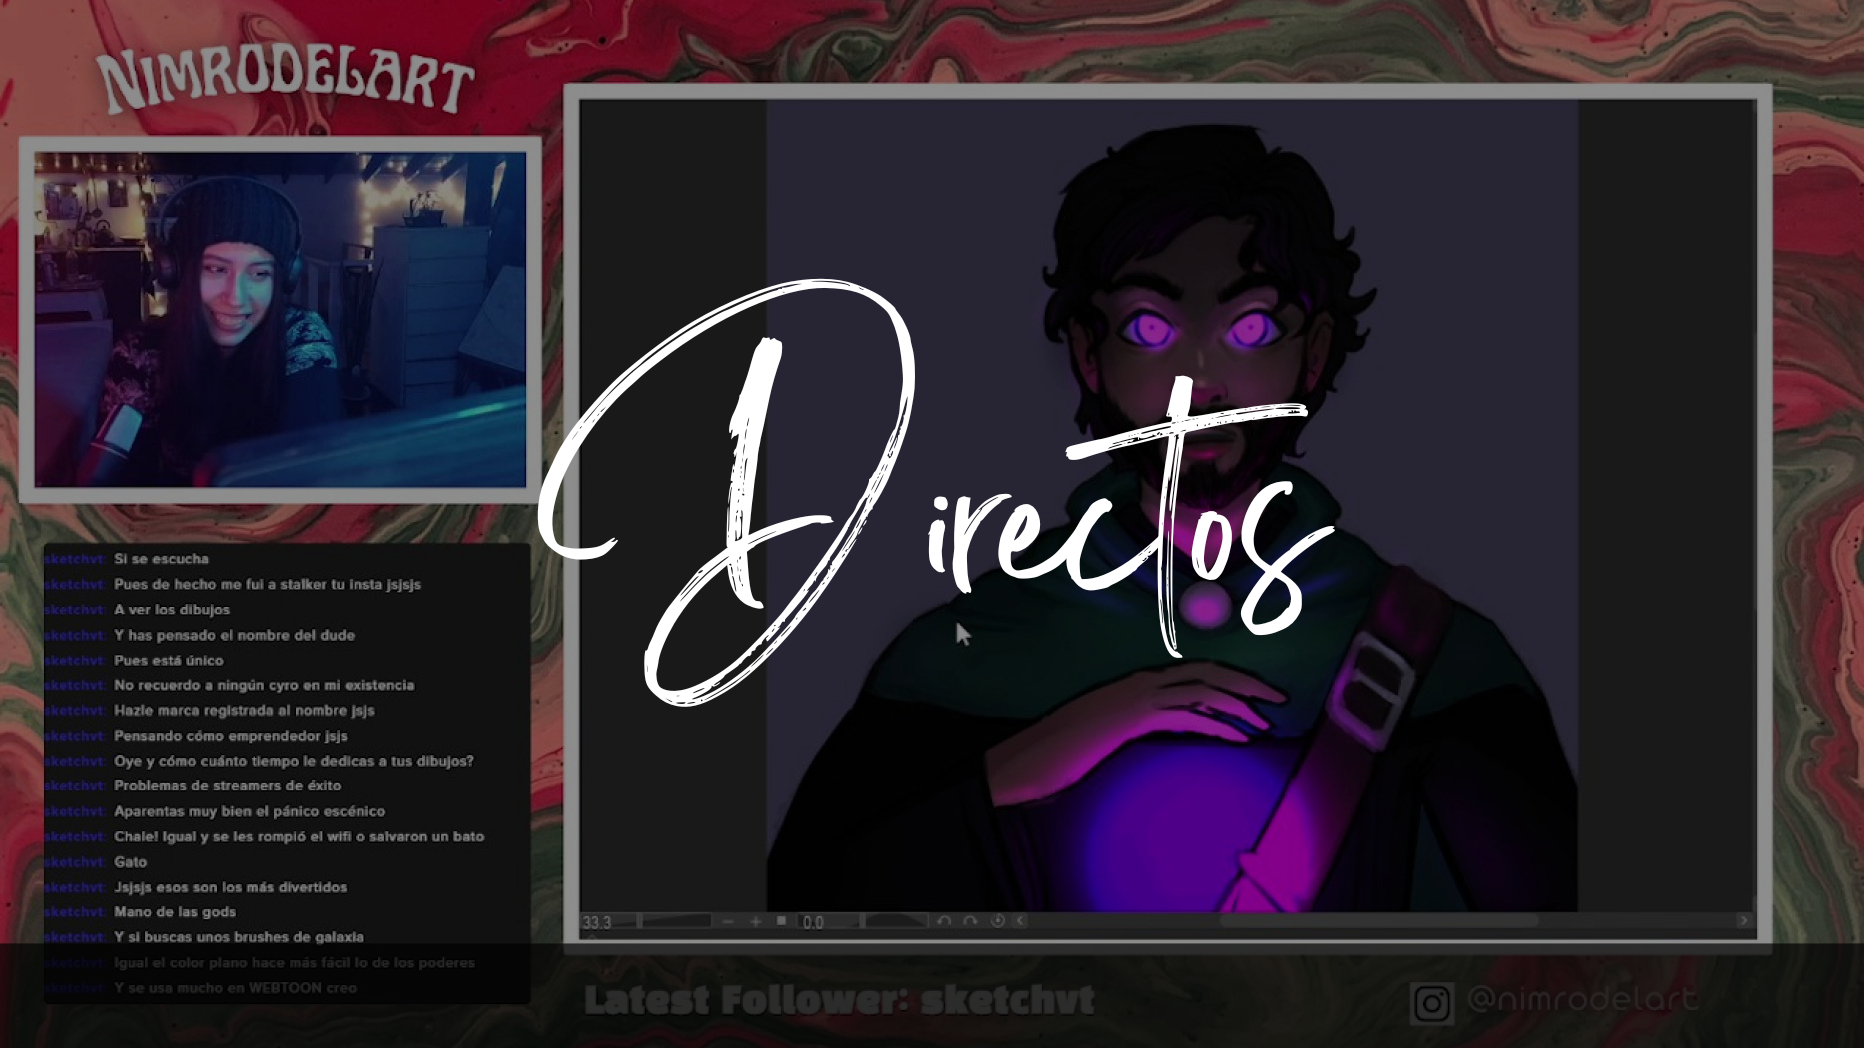 NIMRODELART
Directos
sketchvt: Si se escucha
sketchvt: Pues de hecho me fui a stalker tu insta jsjsjs
sketchvt: A ver los dibujos
sketchvt: Y has pensado el nombre del dude
sketchvt: Pues está único
sketchvt: No recuerdo a ningún cyro en mi existencia
sketchvt: Hazle marca registrada al nombre jsjs
sketchvt: Pensando cómo emprendedor jsjs
sketchvt: Oye y cómo cuánto tiempo le dedicas a tus dibujos?
sketchvt: Problemas de streamers de éxito
sketchvt: Aparentas muy bien el pánico escénico
sketchvt: Chale! Igual y se les rompió el wifi o salvaron un bato
sketchvt: Gato
sketchvt: Jsjsjs esos son los más divertidos
sketchvt: Mano de las gods
sketchvt: Y si buscas unos brushes de galaxia
sketchvt: Igual el color plano hace más fácil lo de los poderes
sketchvt: Y se usa mucho en WEBTOON creo
33.3 0.0
Latest Follower: sketchvt
@nimrodelart